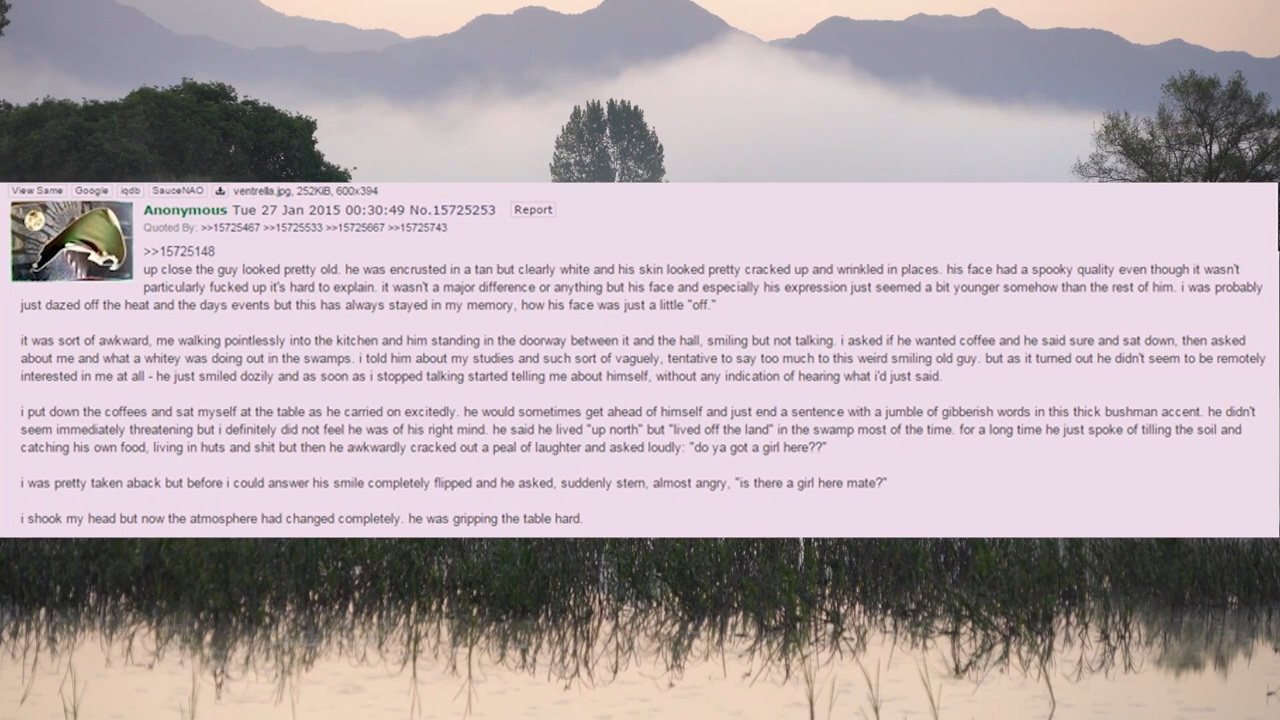 View Same Google iqdb SauceNAO ventrella.jpg, 252KiB, 600x394
Anonymous Tue 27 Jan 2015 00:30:49 No.15725253 Report
Quoted By: >>15725467 >>15725533 >>15725667 >>15725743
>>15725148
up close the guy looked pretty old. he was encrusted in a tan but clearly white and his skin looked pretty cracked up and wrinkled in places. his face had a spooky quality even though it wasn't
particularly fucked up it's hard to explain. it wasn't a major difference or anything but his face and especially his expression just seemed a bit younger somehow than the rest of him. i was probably
just dazed off the heat and the days events but this has always stayed in my memory, how his face was just a little "off."
it was sort of awkward, me walking pointlessly into the kitchen and him standing in the doorway between it and the hall, smiling but not talking. i asked if he wanted coffee and he said sure and sat down, then asked
about me and what a whitey was doing out in the swamps. i told him about my studies and such sort of vaguely, tentative to say too much to this weird smiling old guy. but as it turned out he didn't seem to be remotely
interested in me at all - he just smiled dozily and as soon as i stopped talking started telling me about himself, without any indication of hearing what i'd just said.
i put down the coffees and sat myself at the table as he carried on excitedly. he would sometimes get ahead of himself and just end a sentence with a jumble of gibberish words in this thick bushman accent. he didn't
seem immediately threatening but i definitely did not feel he was of his right mind. he said he lived "up north" but "lived off the land" in the swamp most of the time. for a long time he just spoke of tilling the soil and
catching his own food, living in huts and shit but then he awkwardly cracked out a peal of laughter and asked loudly: "do ya got a girl here??"
i was pretty taken aback but before i could answer his smile completely flipped and he asked, suddenly stern, almost angry, "is there a girl here mate?"
i shook my head but now the atmosphere had changed completely. he was gripping the table hard.